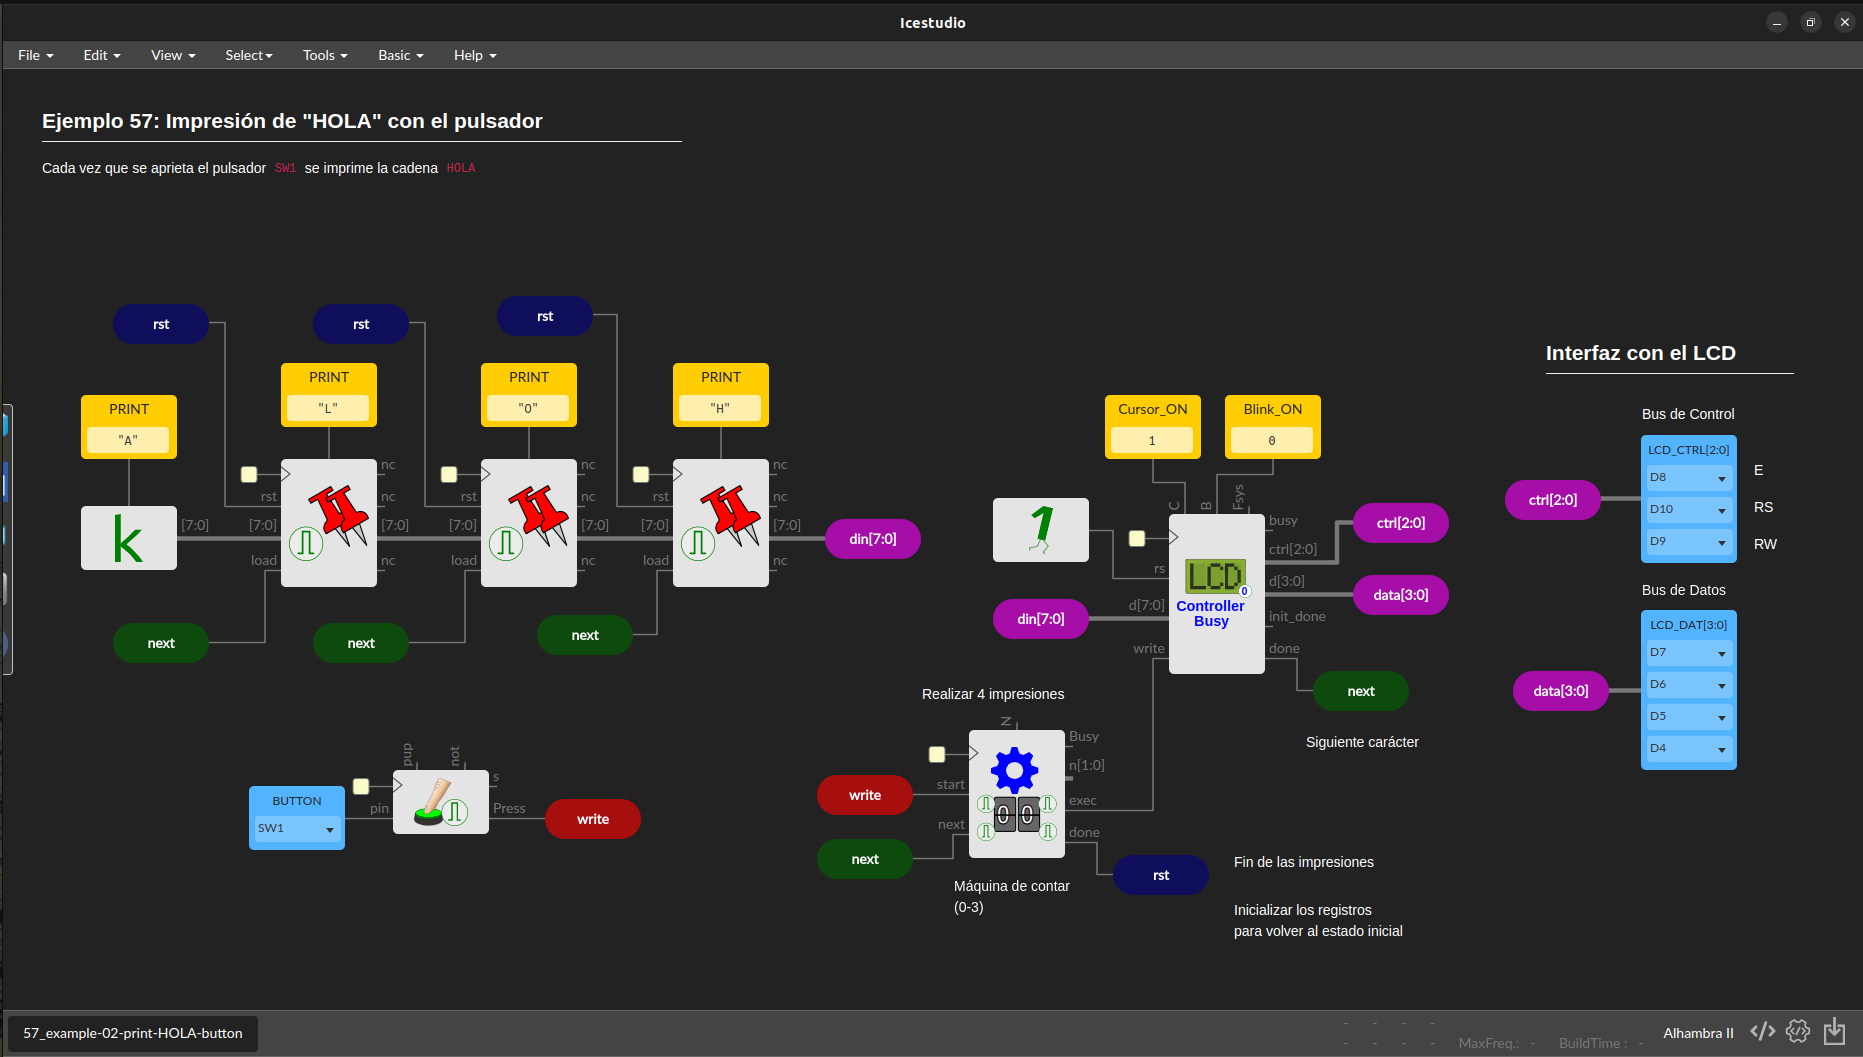 Icestudio
File Edit View Select Tools Basic Help
Ejemplo 57: Impresión de "HOLA" con el pulsador
Cada vez que se aprieta el pulsador SW1 se imprime la cadena HOLA
rst
rst
rst
PRINT
"A"
PRINT
"L"
PRINT
"O"
PRINT
"H"
k
[7:0]
rst
[7:0]
load
nc
nc
[7:0]
nc
rst
[7:0]
load
nc
nc
[7:0]
nc
rst
[7:0]
load
nc
nc
[7:0]
nc
din[7:0]
next
next
next
Cursor_ON
1
Blink_ON
0
1
din[7:0]
C
B
Fsys
rs
d[7:0]
write
LCD
0
Controller
Busy
busy
ctrl[2:0]
d[3:0]
init_done
done
ctrl[2:0]
data[3:0]
next
Siguiente carácter
Interfaz con el LCD
Bus de Control
ctrl[2:0]
LCD_CTRL[2:0]
D8
D10
D9
E
RS
RW
Bus de Datos
data[3:0]
LCD_DAT[3:0]
D7
D6
D5
D4
BUTTON
SW1
pup
not
pin
s
Press
write
Realizar 4 impresiones
write
next
N
start
next
0 0
Busy
n[1:0]
exec
done
Máquina de contar
(0-3)
rst
Fin de las impresiones
Inicializar los registros
para volver al estado inicial
57_example-02-print-HOLA-button
- - - -
- - - -
MaxFreq.: -
BuildTime : -
Alhambra II